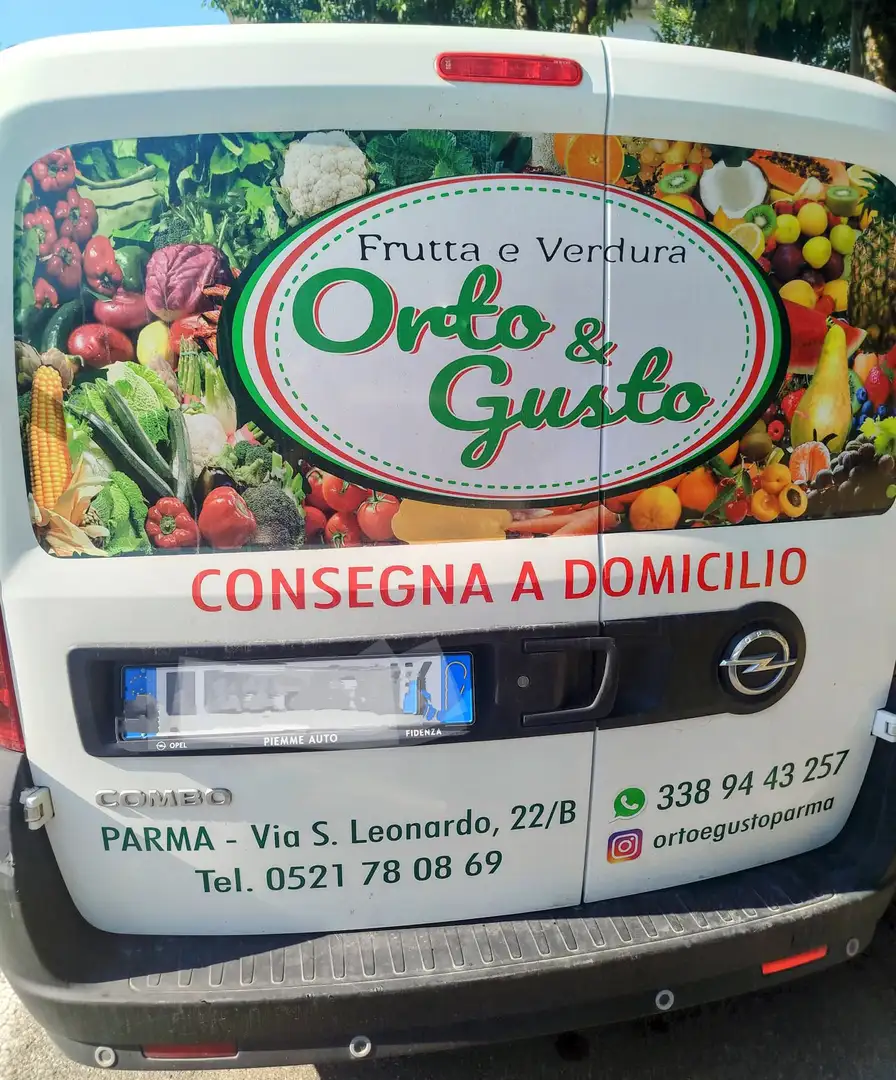 Frutta e Verdura
Orto &
Gusto
CONSEGNA A DOMICILIO
OPEL
PIEMME AUTO
FIDENZA
COMBO
PARMA - Via S. Leonardo, 22/B
Tel. 0521 78 08 69
338 94 43 257
ortoegustoparma